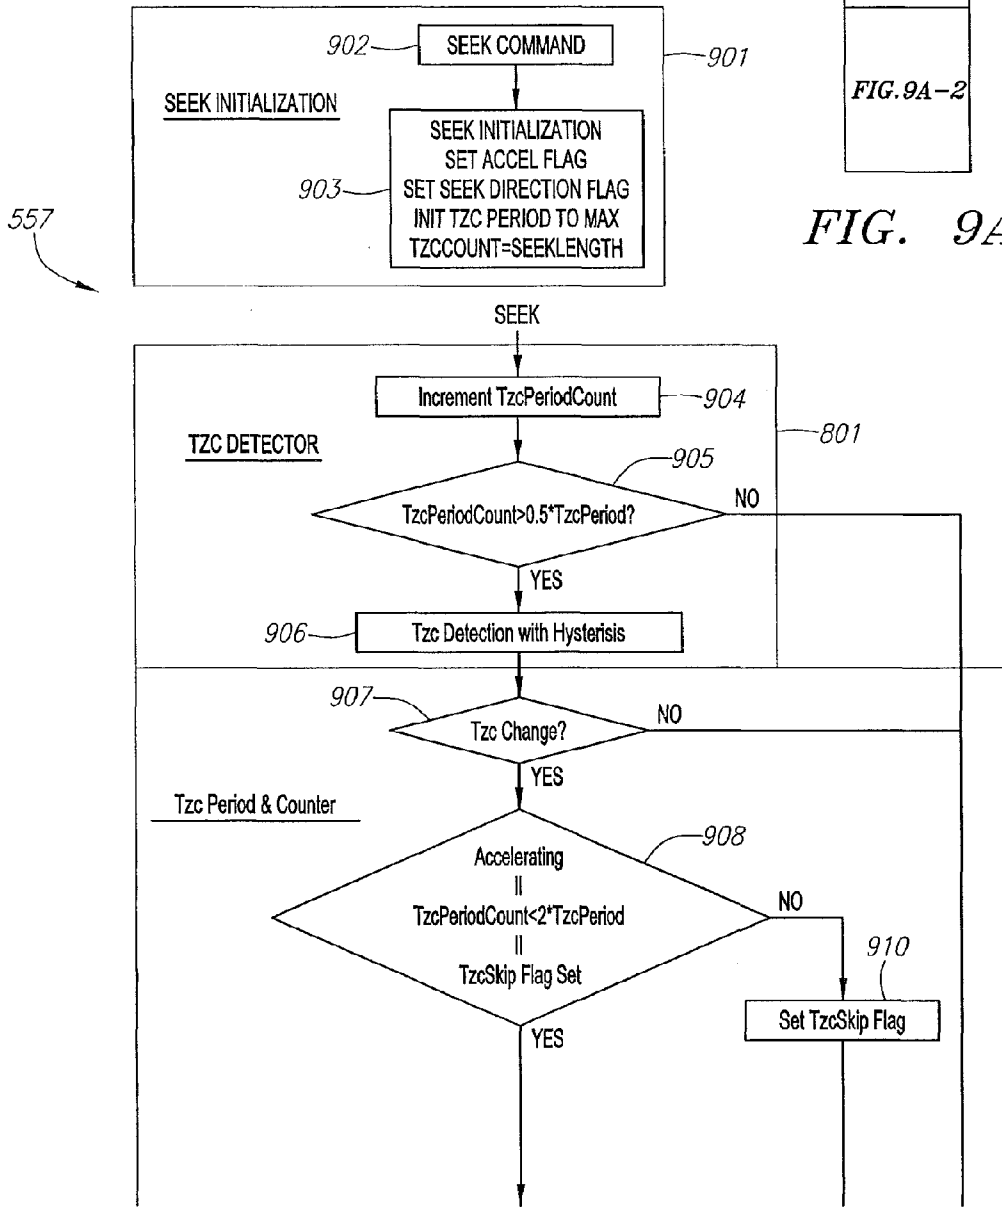 902
SEEK COMMAND
901
SEEK INITIALIZATION
903
SEEK INITIALIZATION
SET ACCEL FLAG
SET SEEK DIRECTION FLAG
INIT TZC PERIOD TO MAX
TZCCOUNT=SEEKLENGTH
FIG.9A-2
FIG. 9A
557
SEEK
Increment TzcPeriodCount
904
TZC DETECTOR
801
905
TzcPeriodCount>0.5*TzcPeriod?
NO
YES
906
Tzc Detection with Hysterisis
907
Tzc Change?
NO
YES
Tzc Period & Counter
908
Accelerating
||
TzcPeriodCount<2*TzcPeriod
||
TzcSkip Flag Set
NO
YES
910
Set TzcSkip Flag